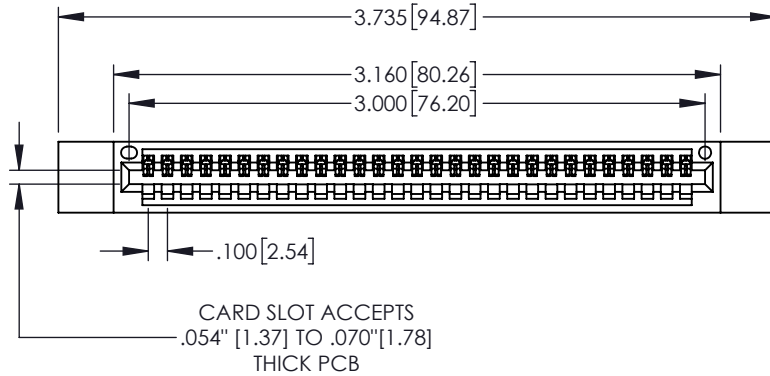 3.735[94.87]
3.160[80.26]
3.000[76.20]
.100[2.54]
CARD SLOT ACCEPTS
.054" [1.37] TO .070"[1.78]
THICK PCB